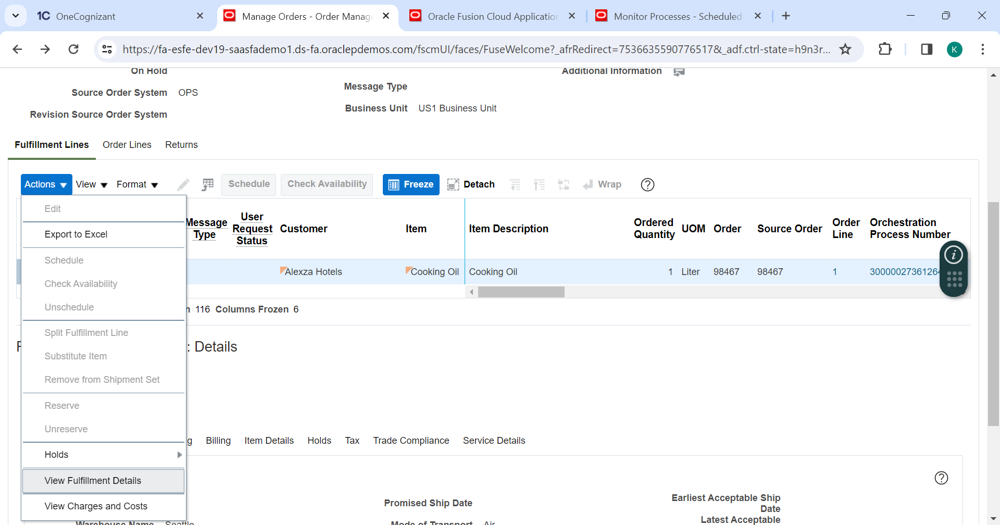 OneCognizant
Manage Orders - Order Manag
Oracle Fusion Cloud Application
Monitor Processes - Scheduled
https://fa-esfe-dev19-saasfademo1.ds-fa.oraclepdemos.com/fscmUI/faces/FuseWelcome?_afrRedirect=7536635590776517&_adf.ctrl-state=h9n3r...
K
On Hold
Additional Information
Message Type
Source Order System OPS
Business Unit US1 Business Unit
Revision Source Order System
Fulfillment Lines Order Lines Returns
Actions View Format Schedule Check Availability Freeze Detach Wrap
Edit
Export to Excel
Schedule
Check Availability
Unschedule
Split Fulfillment Line
Substitute Item
Remove from Shipment Set
Reserve
Unreserve
Holds
View Fulfillment Details
View Charges and Costs
Message Type
User Request Status
Customer
Item
Item Description
Ordered Quantity
UOM
Order
Source Order
Order Line
Orchestration Process Number
Alexza Hotels Cooking Oil Cooking Oil 1 Liter 98467 98467 1 30000027361264
116 Columns Frozen 6
: Details
Billing Item Details Holds Tax Trade Compliance Service Details
Promised Ship Date
Earliest Acceptable Ship Date
Latest Acceptable
Warehouse Name Seattle
Mode of Transport Air